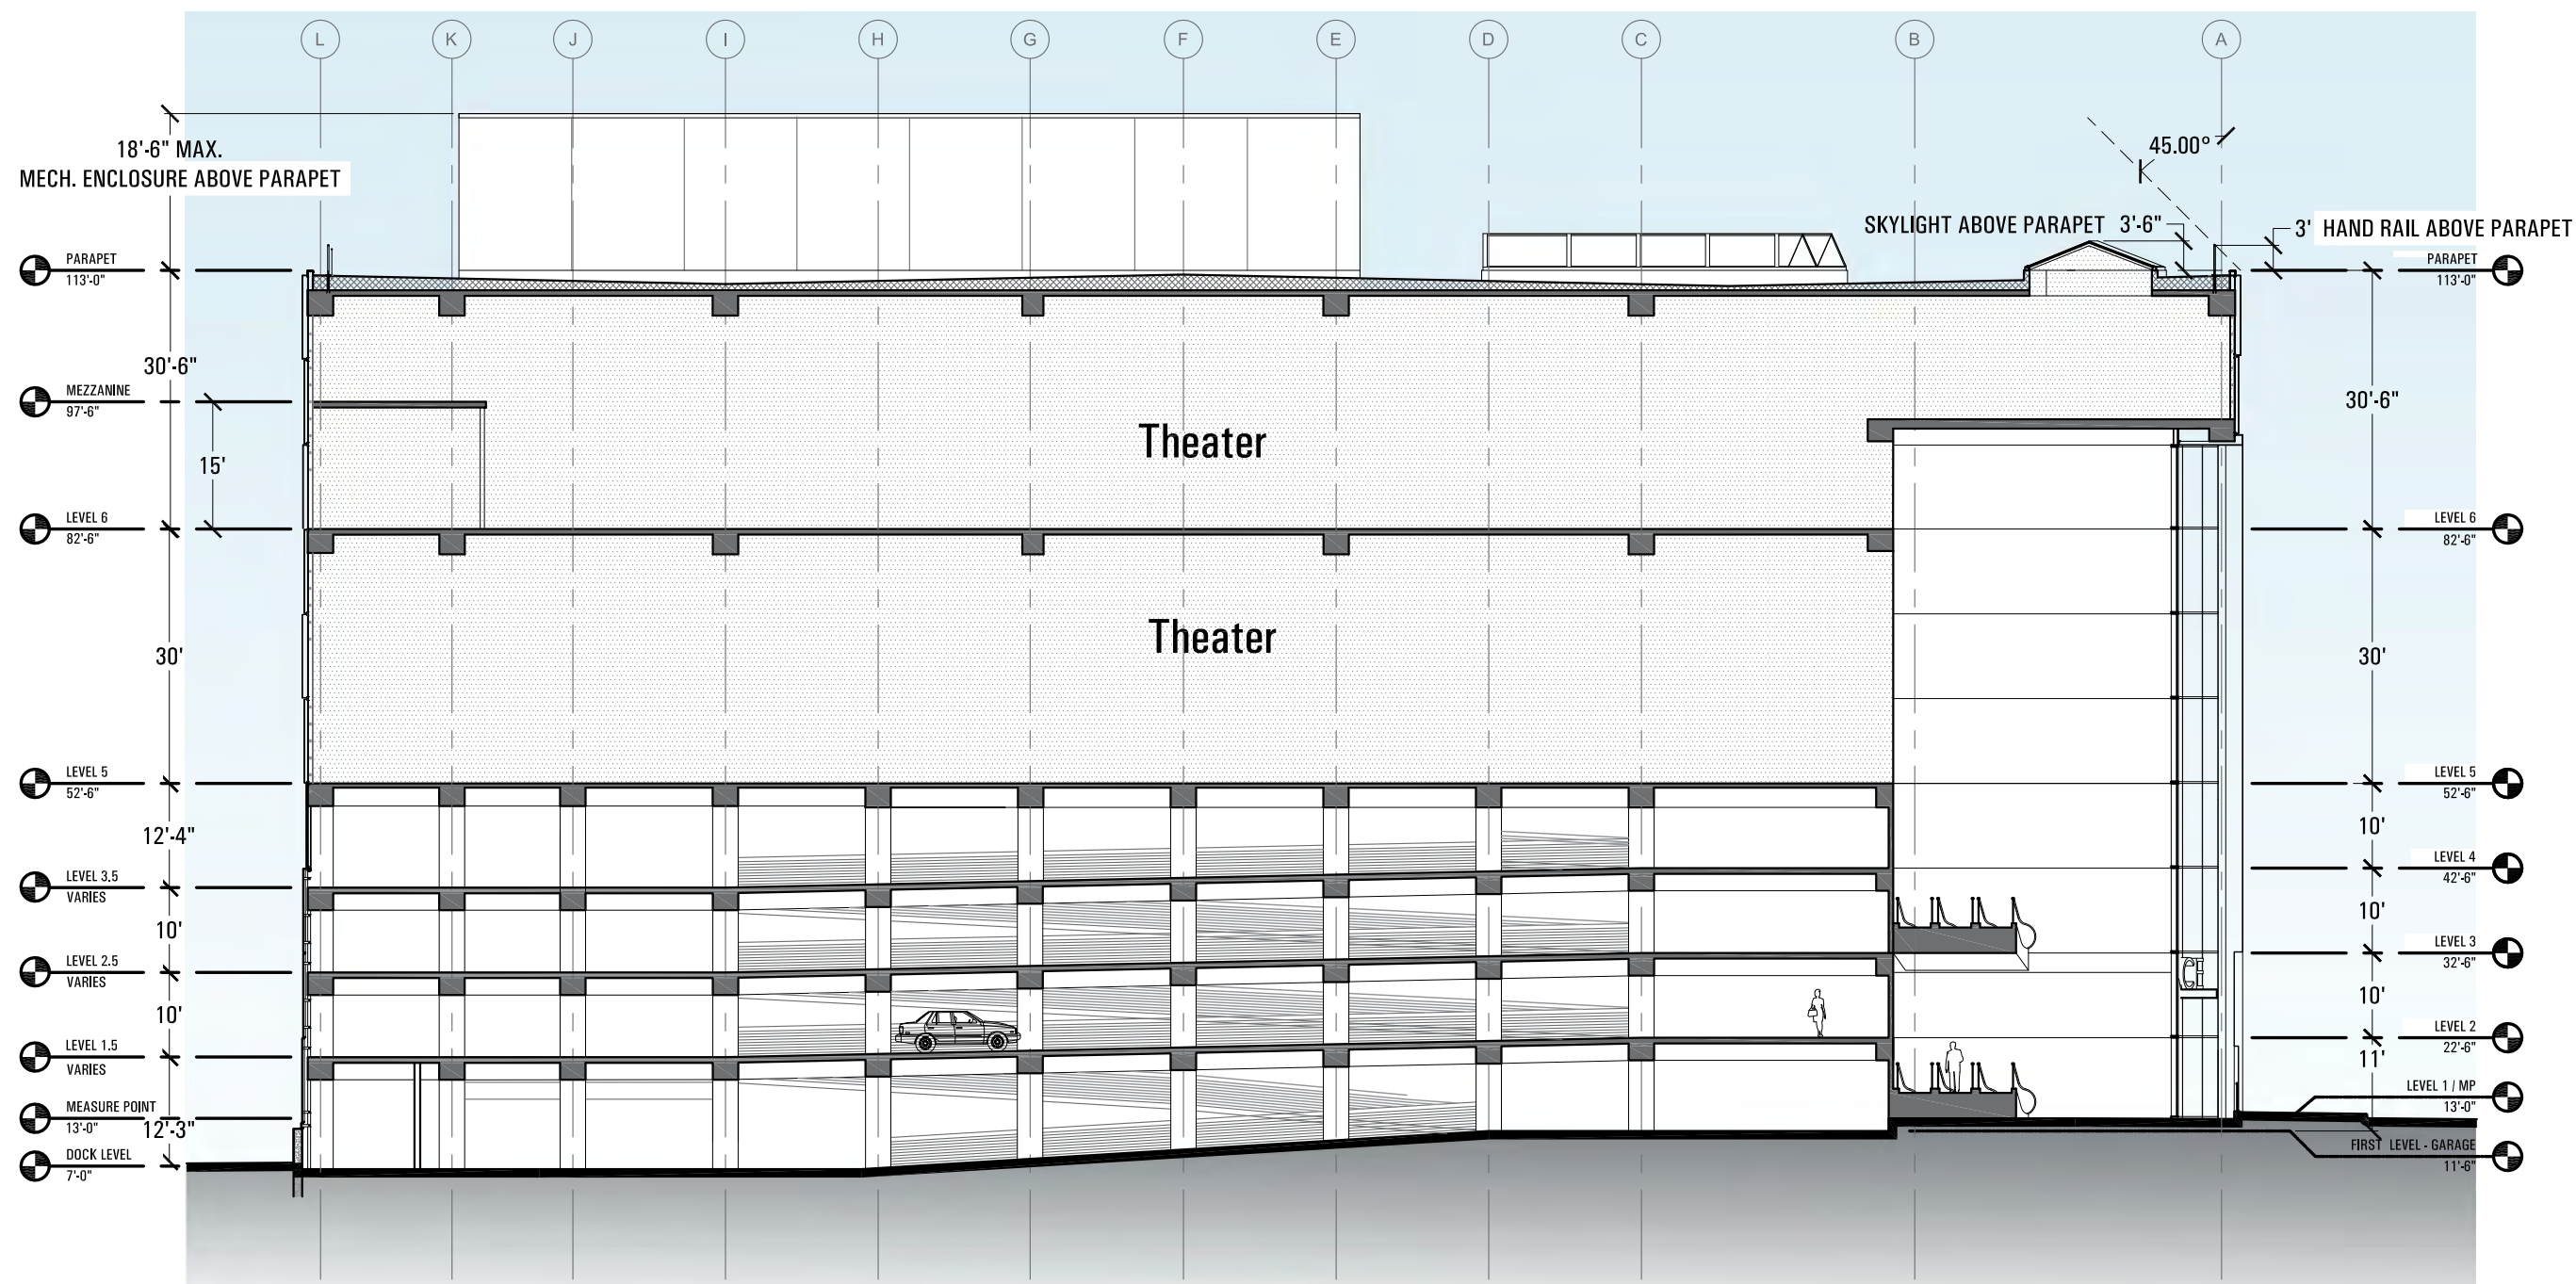 L K J I H G F E D C B A
18'-6" MAX.
MECH. ENCLOSURE ABOVE PARAPET
45.00°
SKYLIGHT ABOVE PARAPET 3'-6"
3' HAND RAIL ABOVE PARAPET
PARAPET
113'-0"
30'-6"
MEZZANINE
97'-6"
15'
LEVEL 6
82'-6"
30'
LEVEL 5
52'-6"
12'-4"
LEVEL 3.5
VARIES
10'
LEVEL 2.5
VARIES
10'
LEVEL 1.5
VARIES
MEASURE POINT
13'-0"
12'-3"
DOCK LEVEL
7'-0"
Theater
Theater
PARAPET
113'-0"
30'-6"
LEVEL 6
82'-6"
30'
LEVEL 5
52'-6"
10'
LEVEL 4
42'-6"
10'
LEVEL 3
32'-6"
10'
LEVEL 2
22'-6"
11'
LEVEL 1 / MP
13'-0"
FIRST LEVEL - GARAGE
11'-6"